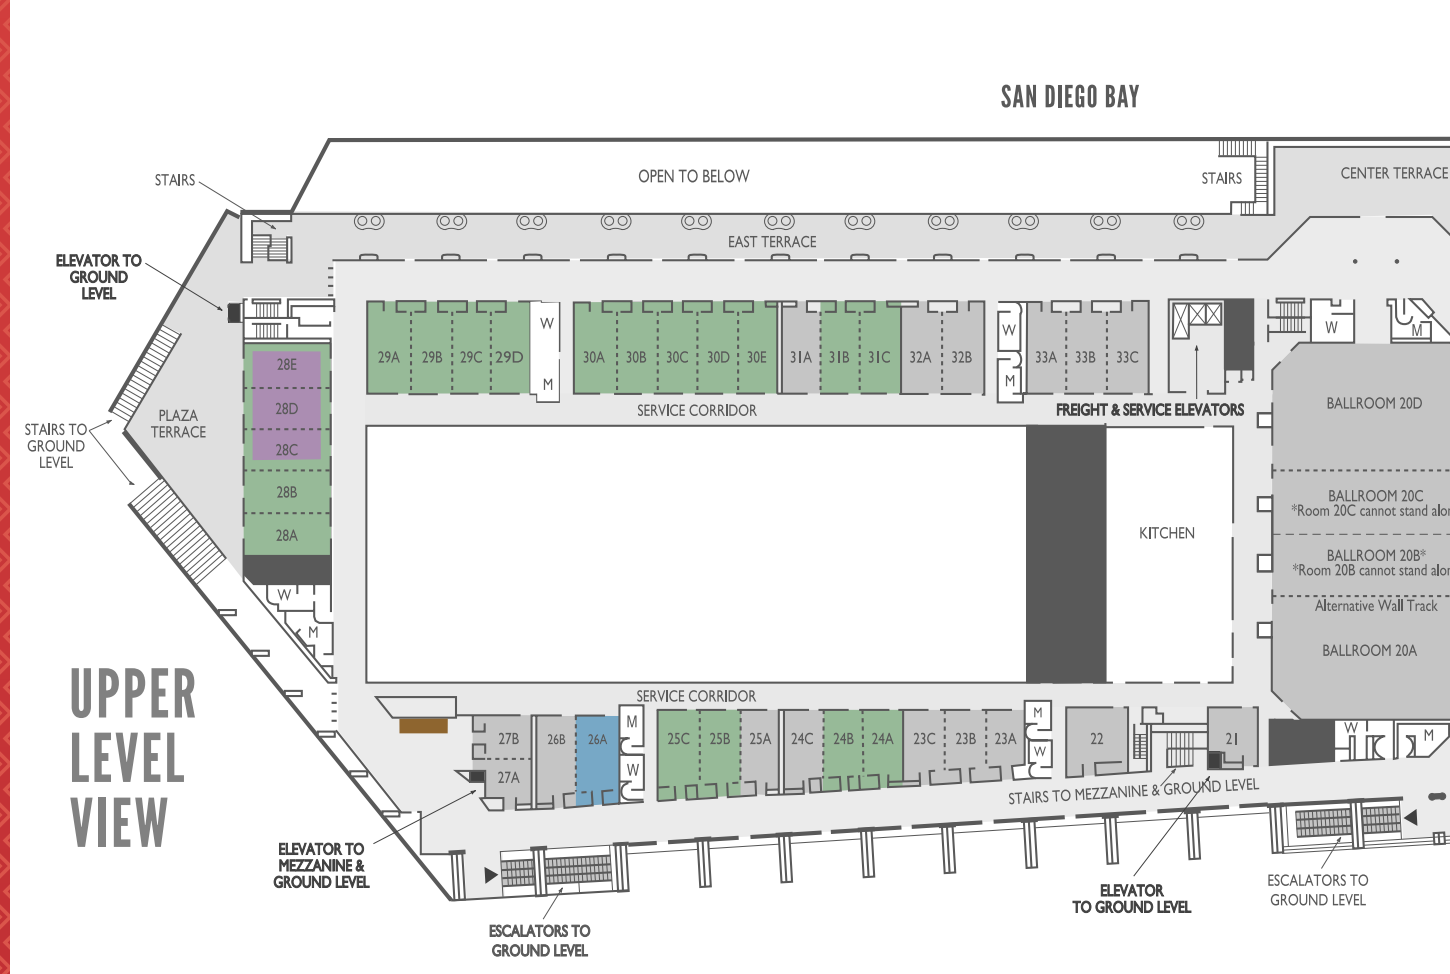 SAN DIEGO BAY
STAIRS
OPEN TO BELOW
STAIRS
CENTER TERRACE
EAST TERRACE
ELEVATOR TO
GROUND
LEVEL
29A
29B
29C
29D
W
M
30A
30B
30C
30D
30E
31A
31B
31C
32A
32B
W
M
33A
33B
33C
W
M
SERVICE CORRIDOR
FREIGHT & SERVICE ELEVATORS
28E
28D
28C
28B
28A
PLAZA
TERRACE
STAIRS TO
GROUND
LEVEL
W
M
KITCHEN
BALLROOM 20D
BALLROOM 20C
*Room 20C cannot stand alon
BALLROOM 20B*
*Room 20B cannot stand alon
Alternative Wall Track
BALLROOM 20A
UPPER
LEVEL
VIEW
SERVICE CORRIDOR
27B
27A
26B
26A
M
W
25C
25B
25A
24C
24B
24A
23C
23B
23A
M
W
22
21
W
M
STAIRS TO MEZZANINE & GROUND LEVEL
ELEVATOR TO
MEZZANINE &
GROUND LEVEL
ESCALATORS TO
GROUND LEVEL
ELEVATOR
TO GROUND LEVEL
ESCALATORS TO
GROUND LEVEL